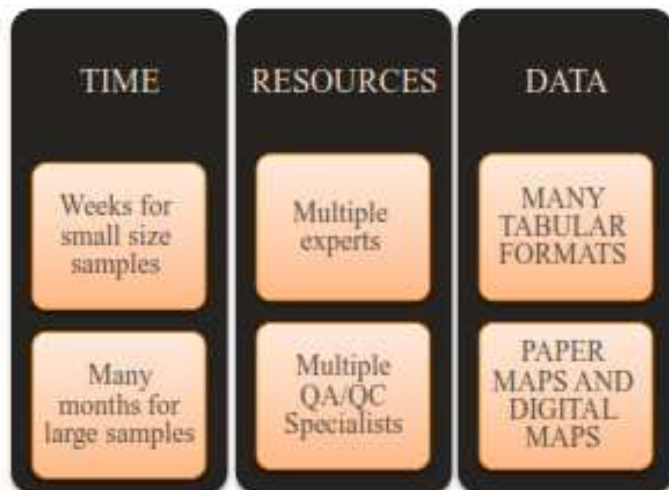 TIME
Weeks for
small size
samples
Many
months for
large samples
RESOURCES
Multiple
experts
Multiple
QA/QC
Specialists
DATA
MANY
TABULAR
FORMATS
PAPER
MAPS AND
DIGITAL
MAPS